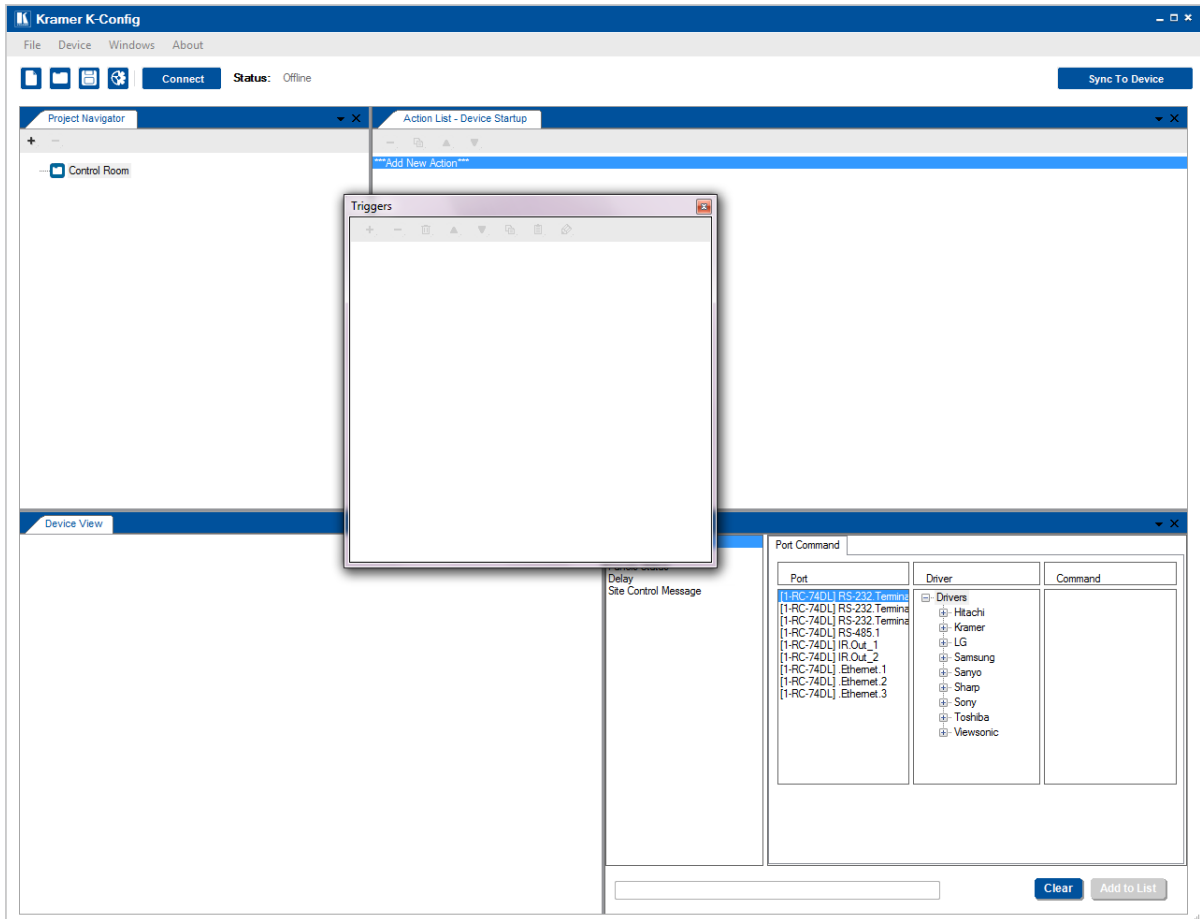 Kramer K-Config
File Device Windows About
Connect Status: Offline Sync To Device
Project Navigator
Action List - Device Startup
***Add New Action***
Control Room
Triggers
Device View
Delay
Site Control Message
Port Command
Port Driver Command
[1-RC-74DL] RS-232.Termina
[1-RC-74DL] RS-232.Termina
[1-RC-74DL] RS-232.Termina
[1-RC-74DL] RS-485.1
[1-RC-74DL] IR.Out_1
[1-RC-74DL] IR.Out_2
[1-RC-74DL] .Ethernet.1
[1-RC-74DL] .Ethernet.2
[1-RC-74DL] .Ethernet.3
Drivers
Hitachi
Kramer
LG
Samsung
Sanyo
Sharp
Sony
Toshiba
Viewsonic
Clear Add to List